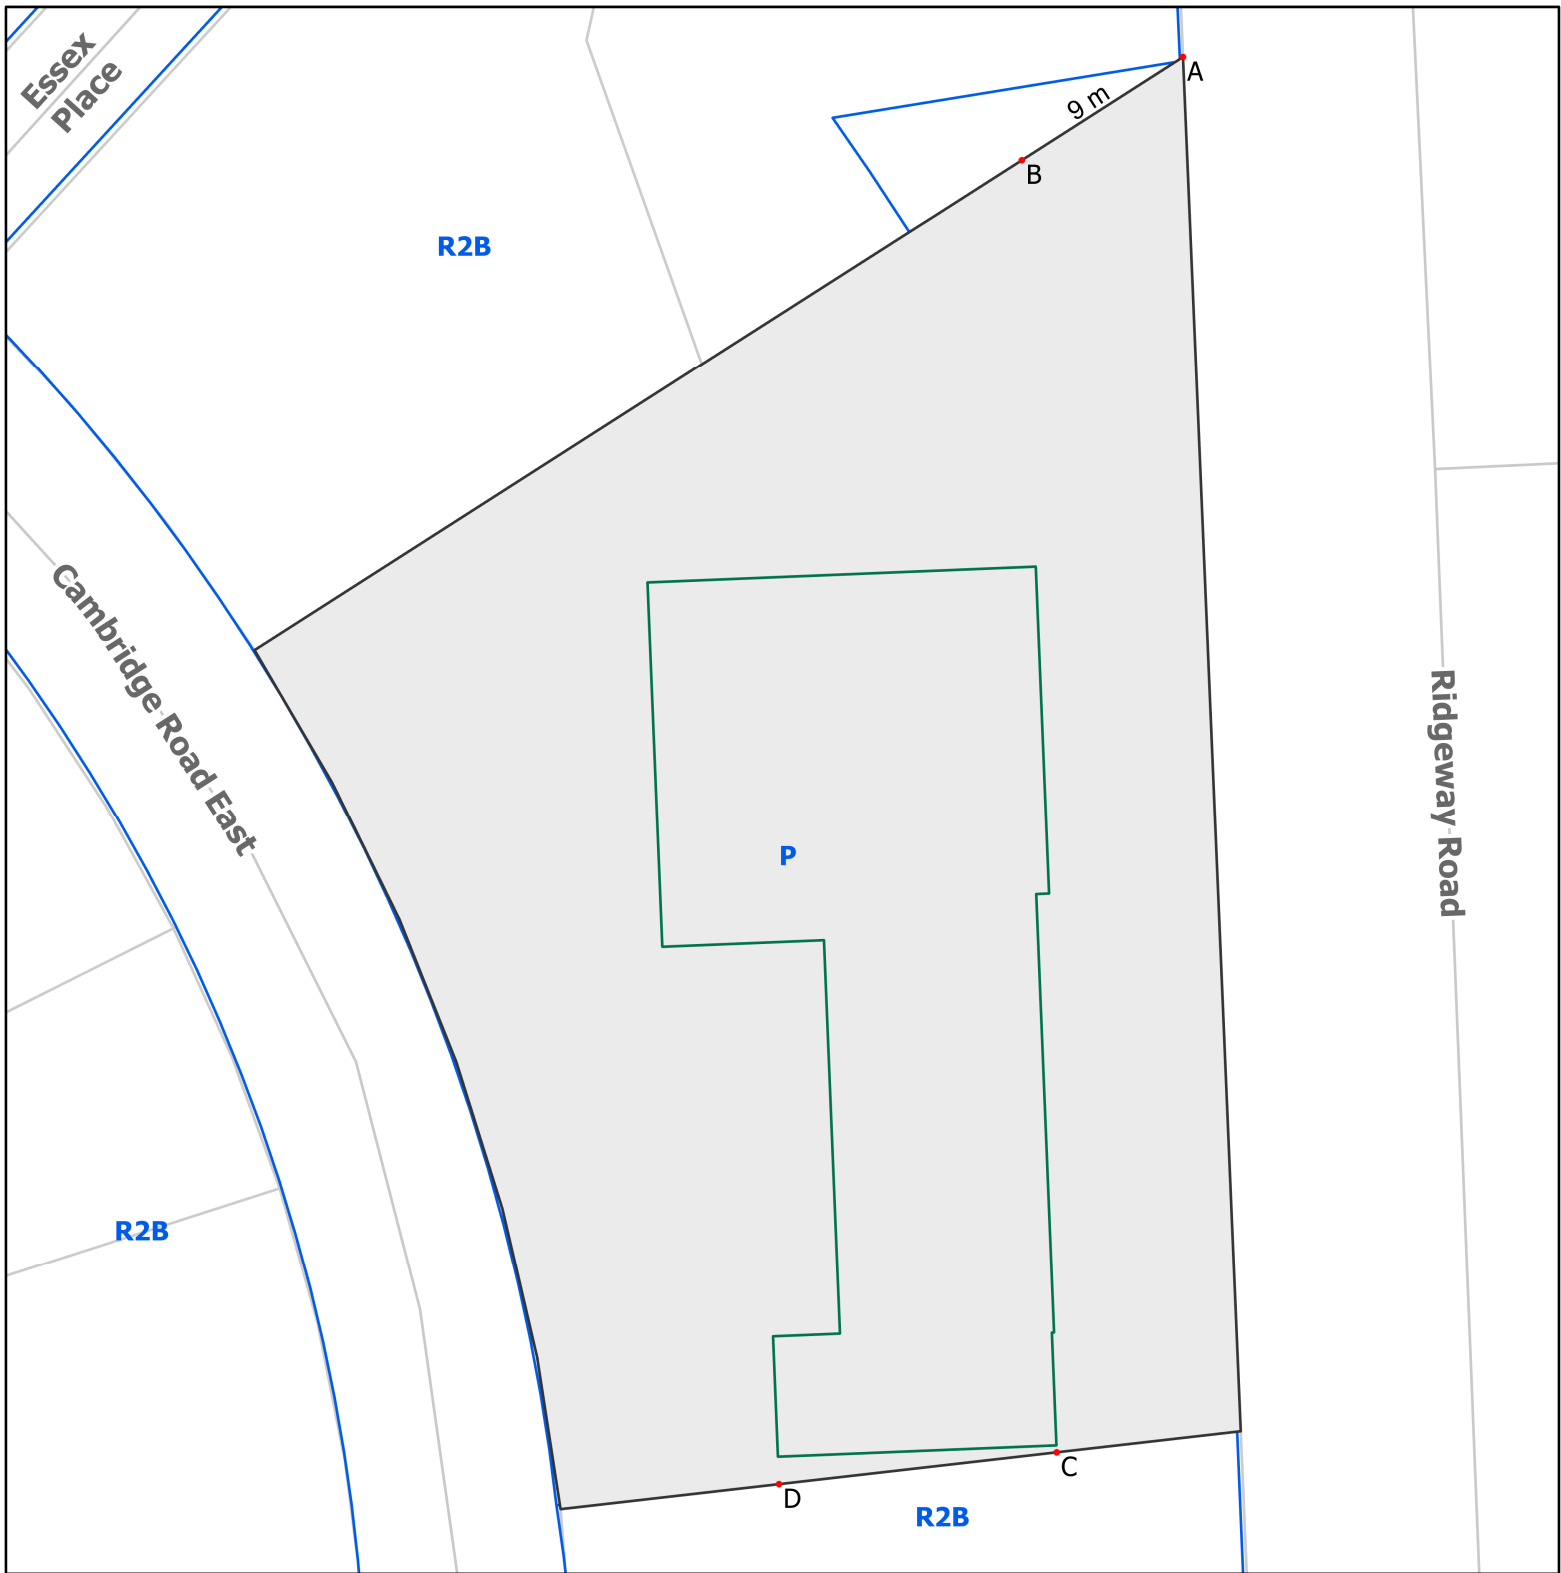 Essex
Place
A
9 m
B
R2B
Cambridge Road East
Ridgeway Road
P
R2B
C
D
R2B